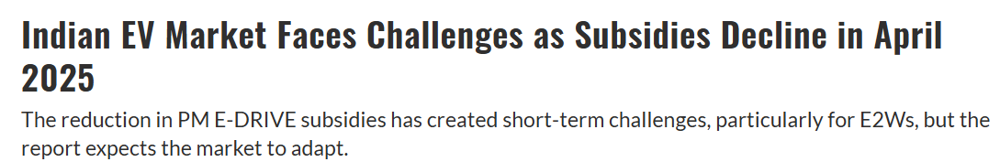 Indian EV Market Faces Challenges as Subsidies Decline in April
2025
The reduction in PM E-DRIVE subsidies has created short-term challenges, particularly for E2Ws, but the
report expects the market to adapt.